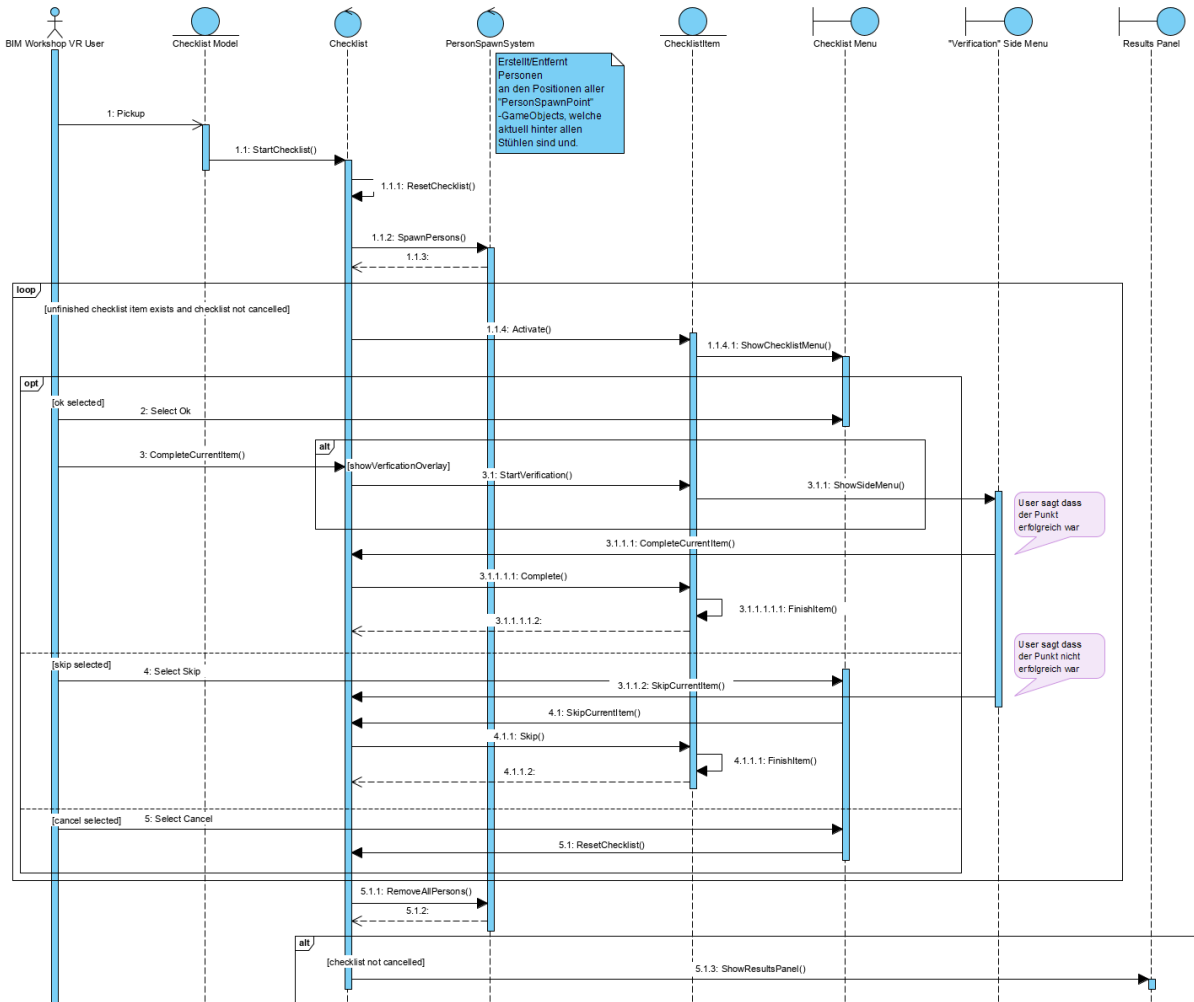 BIM Workshop VR User
Checklist Model
Checklist
PersonSpawnSystem
ChecklistItem
Checklist Menu
"Verification" Side Menu
Results Panel
Erstellt/Entfernt
Personen
an den Positionen aller
"PersonSpawnPoint"
-GameObjects, welche
aktuell hinter allen
Stühlen sind und.
1: Pickup
1.1: StartChecklist()
1.1.1: ResetChecklist()
1.1.2: SpawnPersons()
1.1.3:
loop
[unfinished checklist item exists and checklist not cancelled]
1.1.4: Activate()
1.1.4.1: ShowChecklistMenu()
opt
[ok selected]
2: Select Ok
alt
3: CompleteCurrentItem()
[showVerficationOverlay]
3.1: StartVerification()
3.1.1: ShowSideMenu()
User sagt dass
der Punkt
erfolgreich war
3.1.1.1: CompleteCurrentItem()
3.1.1.1.1: Complete()
3.1.1.1.1.1: FinishItem()
3.1.1.1.1.2:
User sagt dass
der Punkt nicht
erfolgreich war
[skip selected]
4: Select Skip
3.1.1.2: SkipCurrentItem()
4.1: SkipCurrentItem()
4.1.1: Skip()
4.1.1.1: FinishItem()
4.1.1.2:
[cancel selected]
5: Select Cancel
5.1: ResetChecklist()
5.1.1: RemoveAllPersons()
5.1.2:
alt
[checklist not cancelled]
5.1.3: ShowResultsPanel()